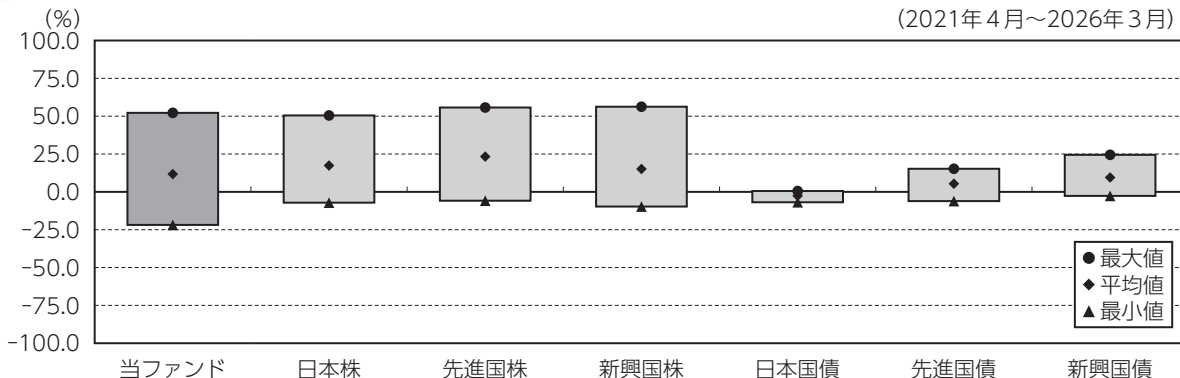 (%)
(2021年4月～2026年3月)
100.0
75.0
50.0
25.0
0.0
-25.0
-50.0
-75.0
-100.0
●最大値
◆平均値
▲最小値
当ファンド 日本株 先進国株 新興国株 日本国債 先進国債 新興国債